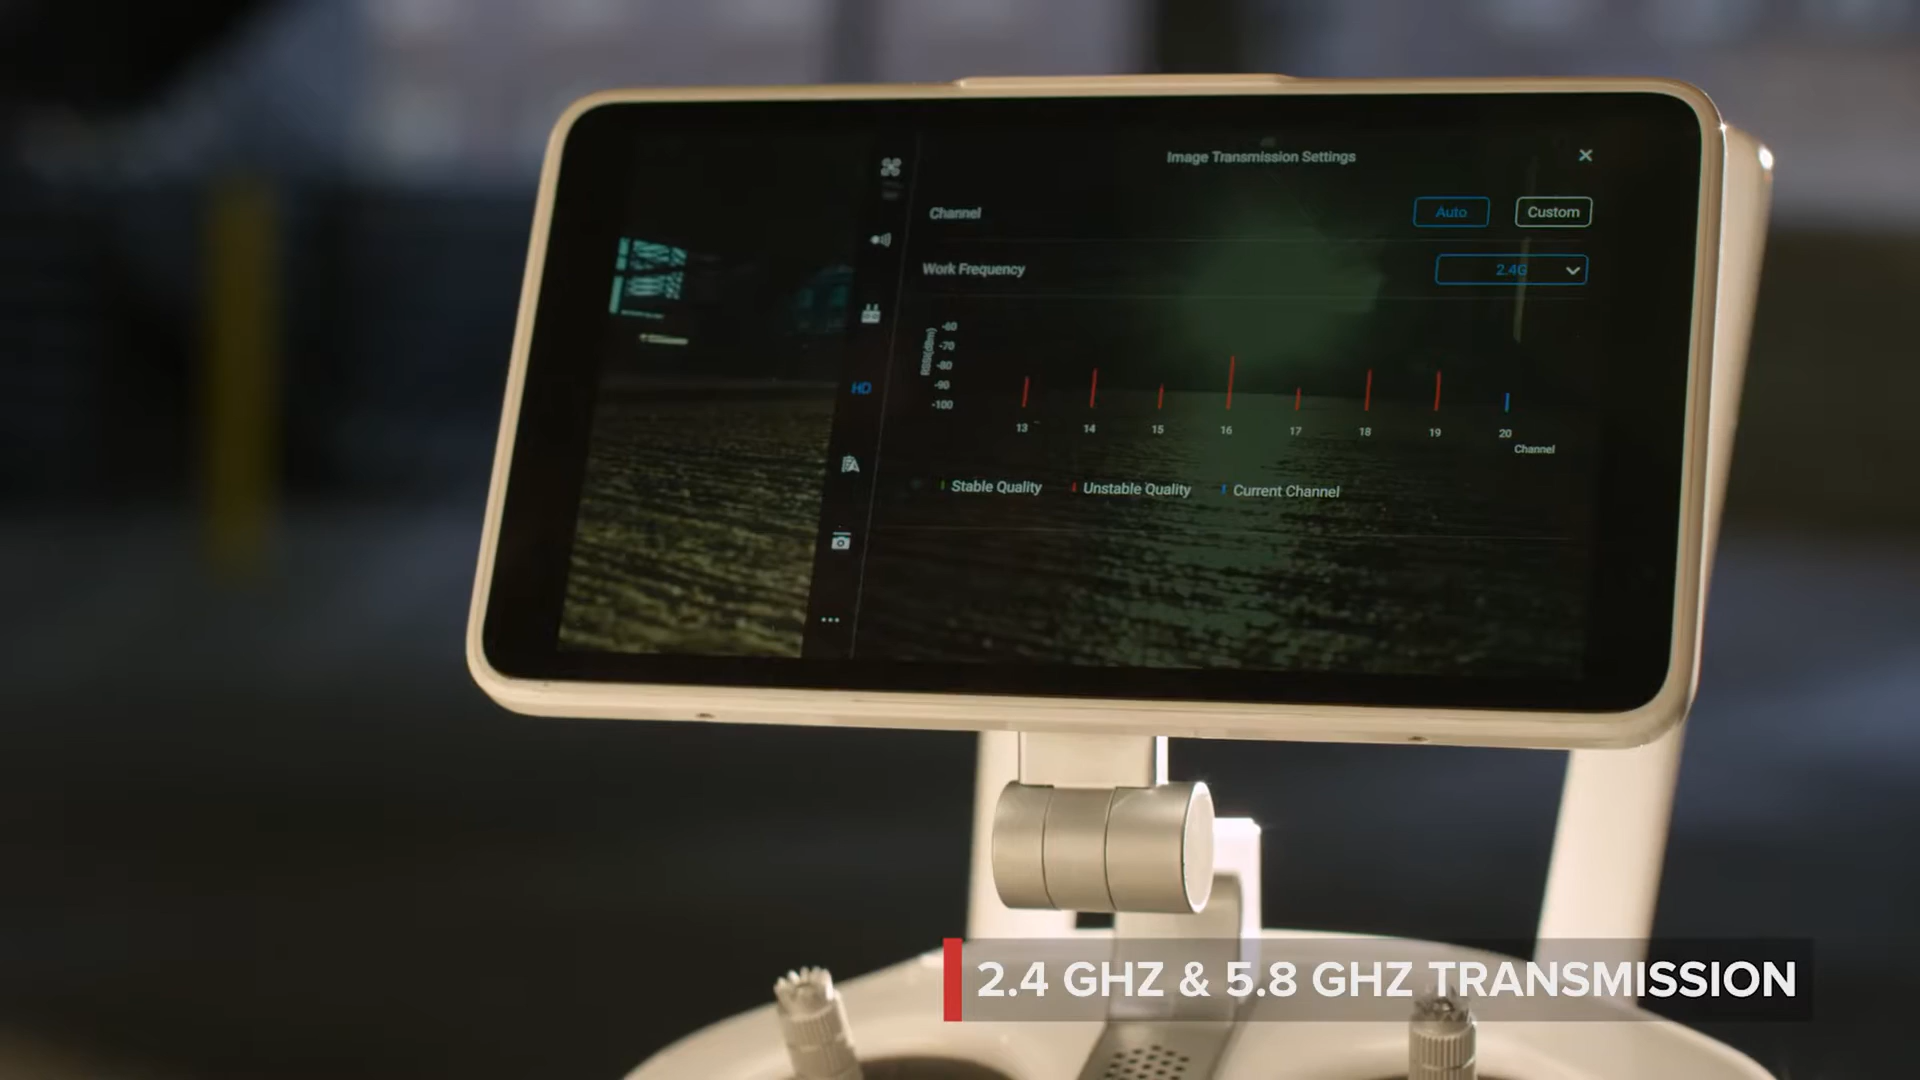 Image Transmission Settings
Channel
Auto
Custom
Work Frequency
2.4G
RSSI(dBm)
-60
-70
-80
-90
-100
13
14
15
16
17
18
19
20
Channel
HD
Stable Quality
Unstable Quality
Current Channel
2.4 GHZ & 5.8 GHZ TRANSMISSION